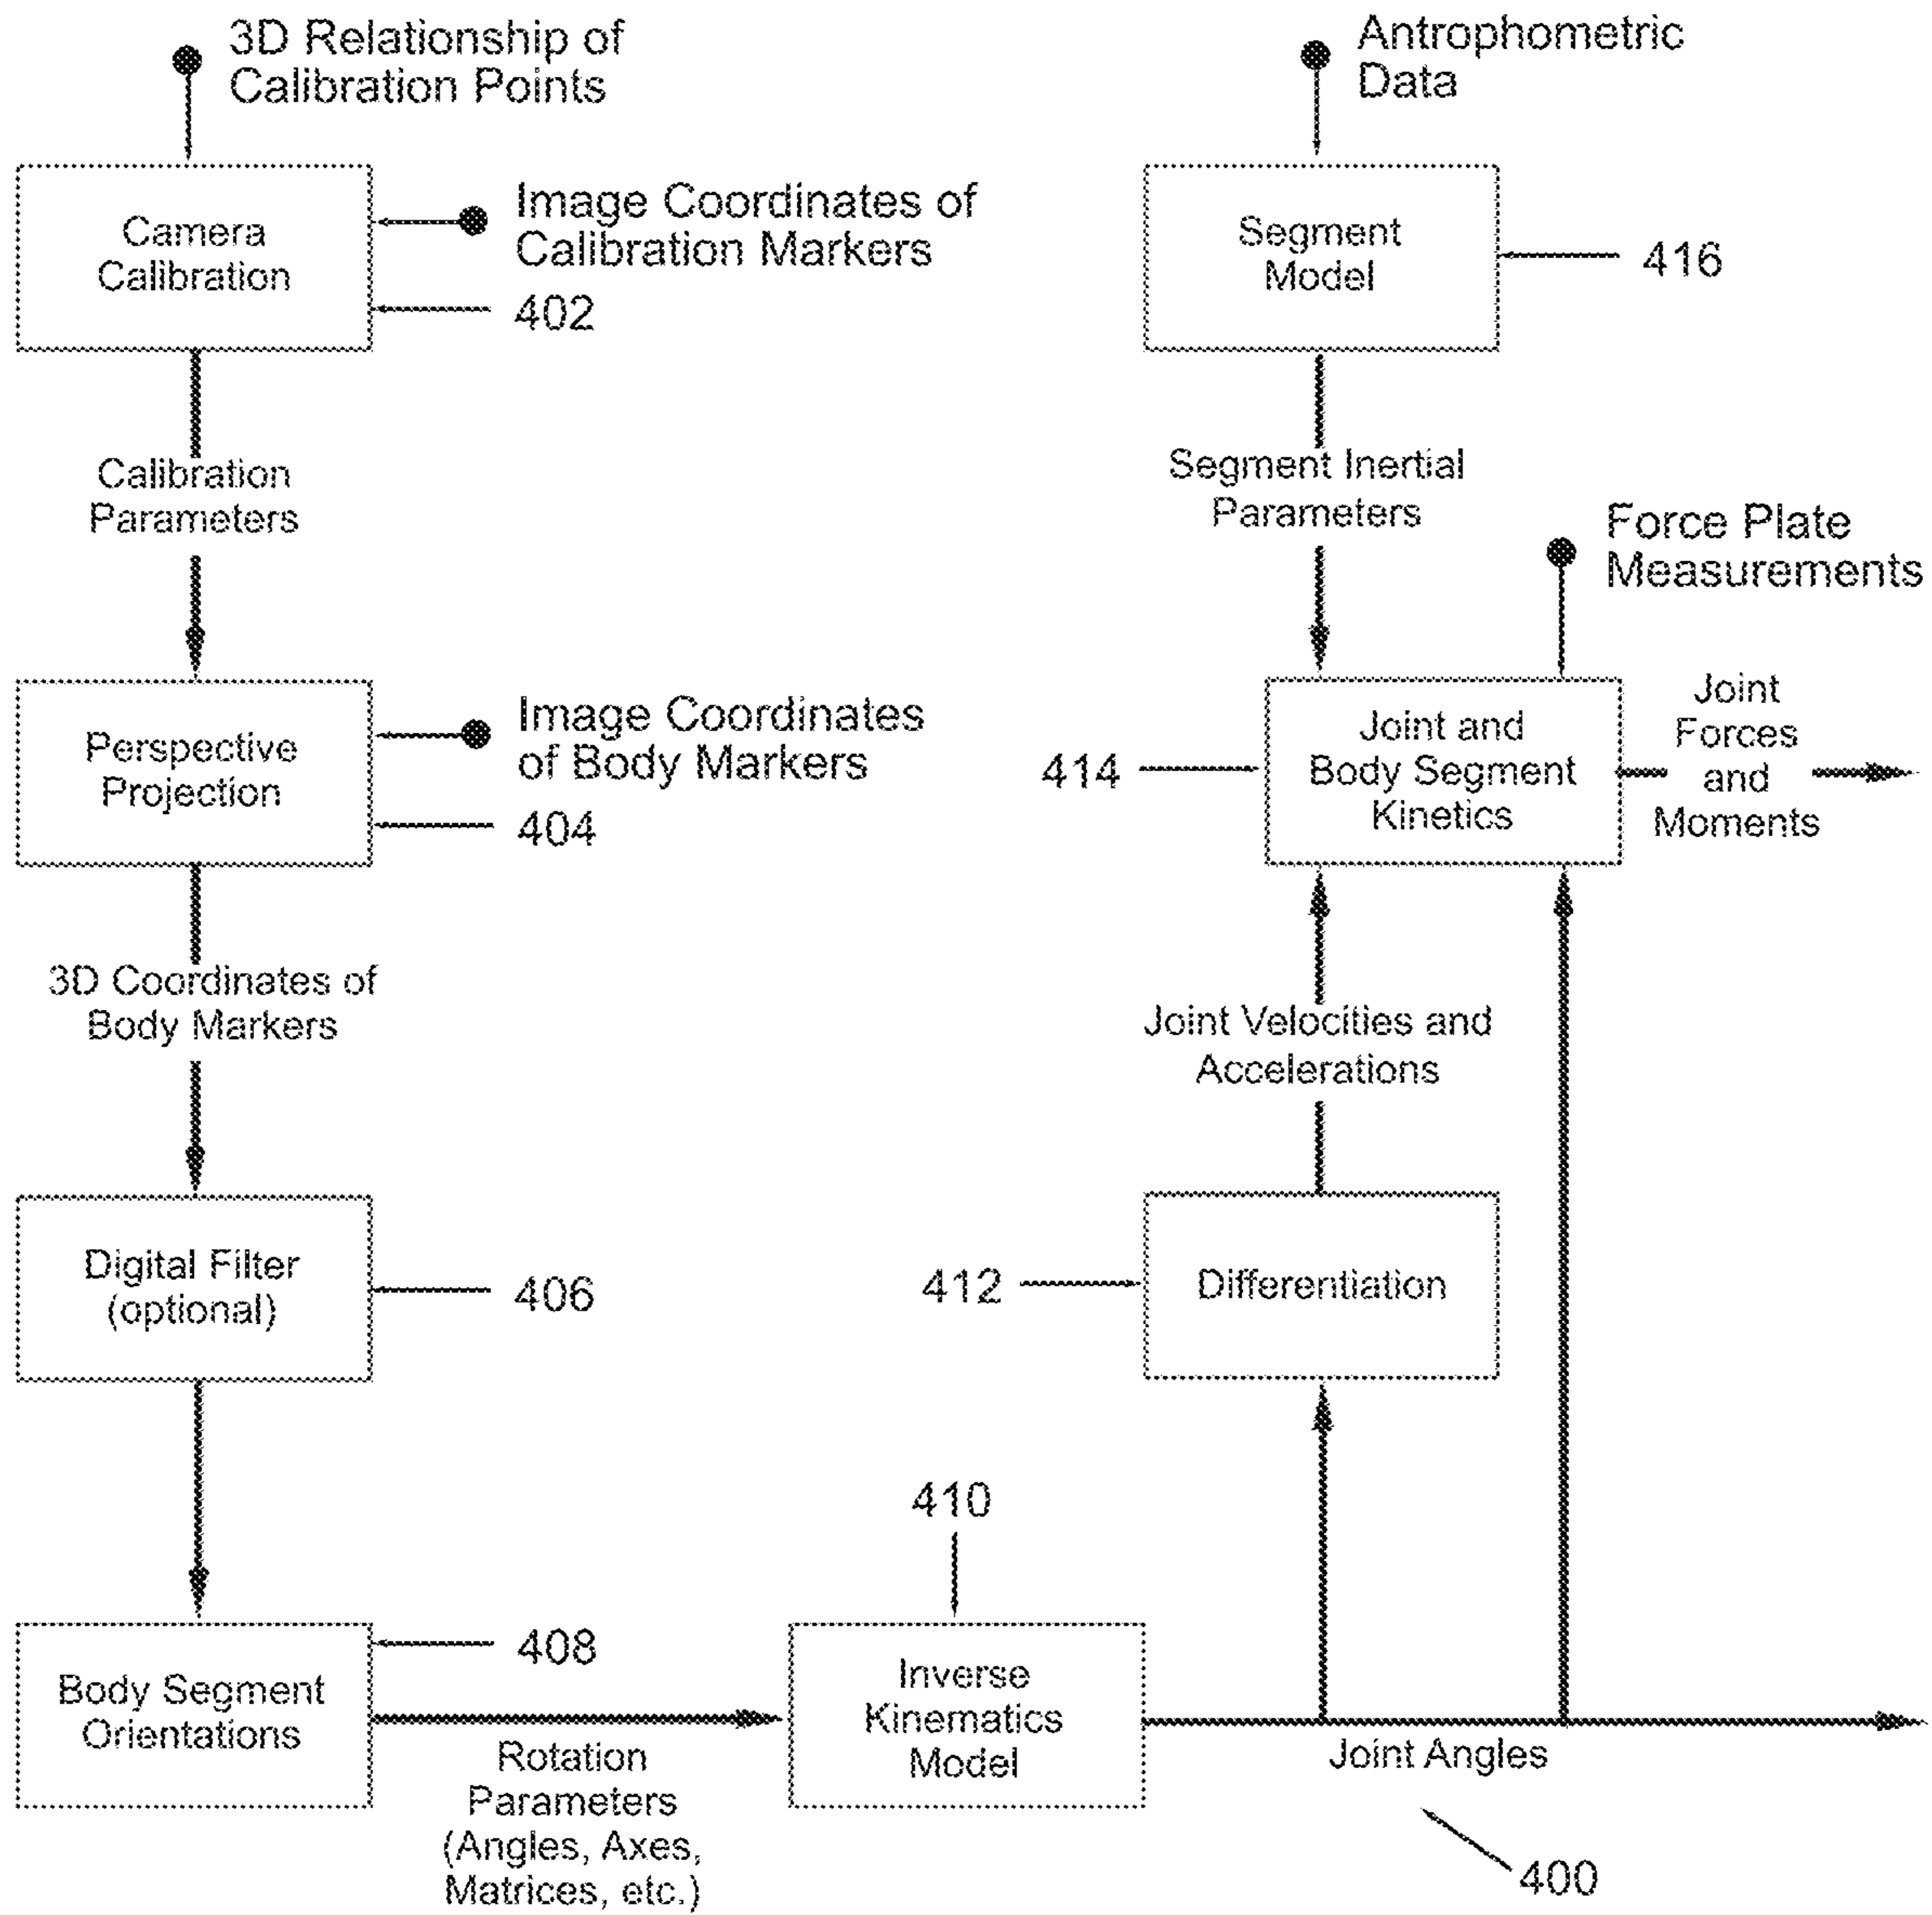 3D Relationship of
Calibration Points
Camera
Calibration
Image Coordinates of
Calibration Markers
402
Calibration
Parameters
Perspective
Projection
Image Coordinates
of Body Markers
404
3D Coordinates of
Body Markers
Digital Filter
(optional)
406
Body Segment
Orientations
408
Rotation
Parameters
(Angles, Axes,
Matrices, etc.)
410
Inverse
Kinematics
Model
Joint Angles
400
Antrophometric
Data
Segment
Model
416
Segment Inertial
Parameters
Force Plate
Measurements
414
Joint and
Body Segment
Kinetics
Joint
Forces
and
Moments
Joint Velocities and
Accelerations
412
Differentiation